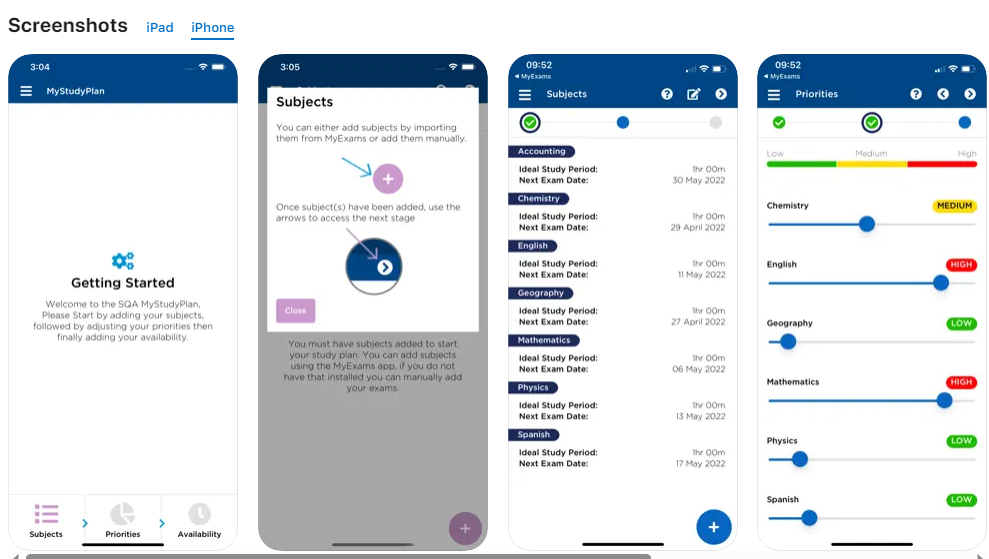 Screenshots iPad iPhone
3:04
MyStudyPlan
Getting Started
Welcome to the SQA MyStudyPlan,
Please Start by adding your subjects,
followed by adjusting your priorities then
finally adding your availability.
Subjects
Priorities
Availability
3:05
Subjects
You can either add subjects by importing
them from MyExams or add them manually.
Once subject(s) have been added, use the
arrows to access the next stage
Close
You must have subjects added to start
your study plan. You can add subjects
using the MyExams app, if you do not
have that installed you can manually add
your exams.
09:52
MyExams
Subjects
Accounting
Ideal Study Period: 1hr 00m
Next Exam Date: 30 May 2022
Chemistry
Ideal Study Period: 1hr 00m
Next Exam Date: 29 April 2022
English
Ideal Study Period: 1hr 00m
Next Exam Date: 11 May 2022
Geography
Ideal Study Period: 1hr 00m
Next Exam Date: 27 April 2022
Mathematics
Ideal Study Period: 1hr 00m
Next Exam Date: 06 May 2022
Physics
Ideal Study Period: 1hr 00m
Next Exam Date: 13 May 2022
Spanish
Ideal Study Period: 1hr 00m
Next Exam Date: 17 May 2022
09:52
MyExams
Priorities
Low Medium High
Chemistry MEDIUM
English HIGH
Geography LOW
Mathematics HIGH
Physics LOW
Spanish LOW